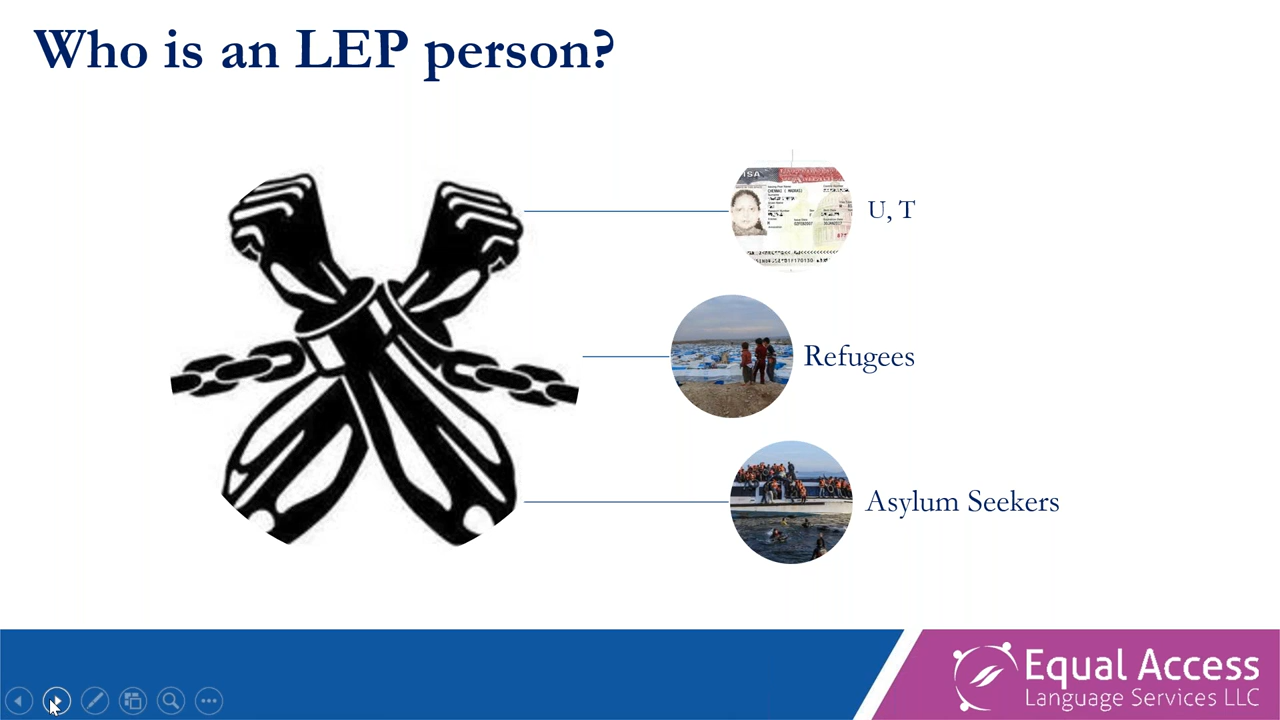 Who is an LEP person?
U, T
Refugees
Asylum Seekers
Equal Access
Language Services LLC